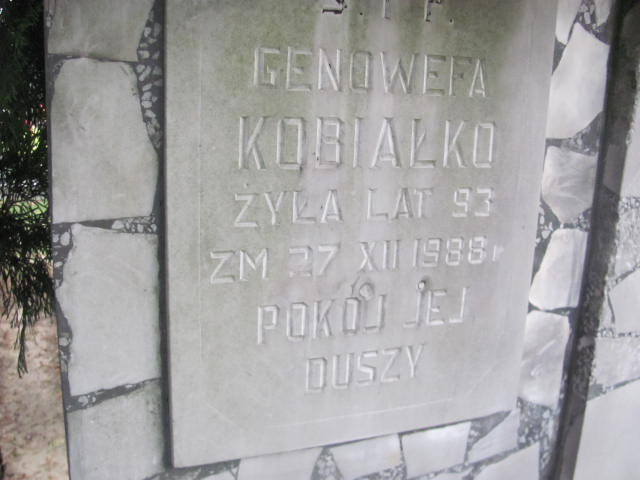 Ś.†P.
GENOWEFA
KOBIAŁKO
ŻYŁA LAT 93
ZM 27 XII 1988 r
POKÓJ JEJ
DUSZY